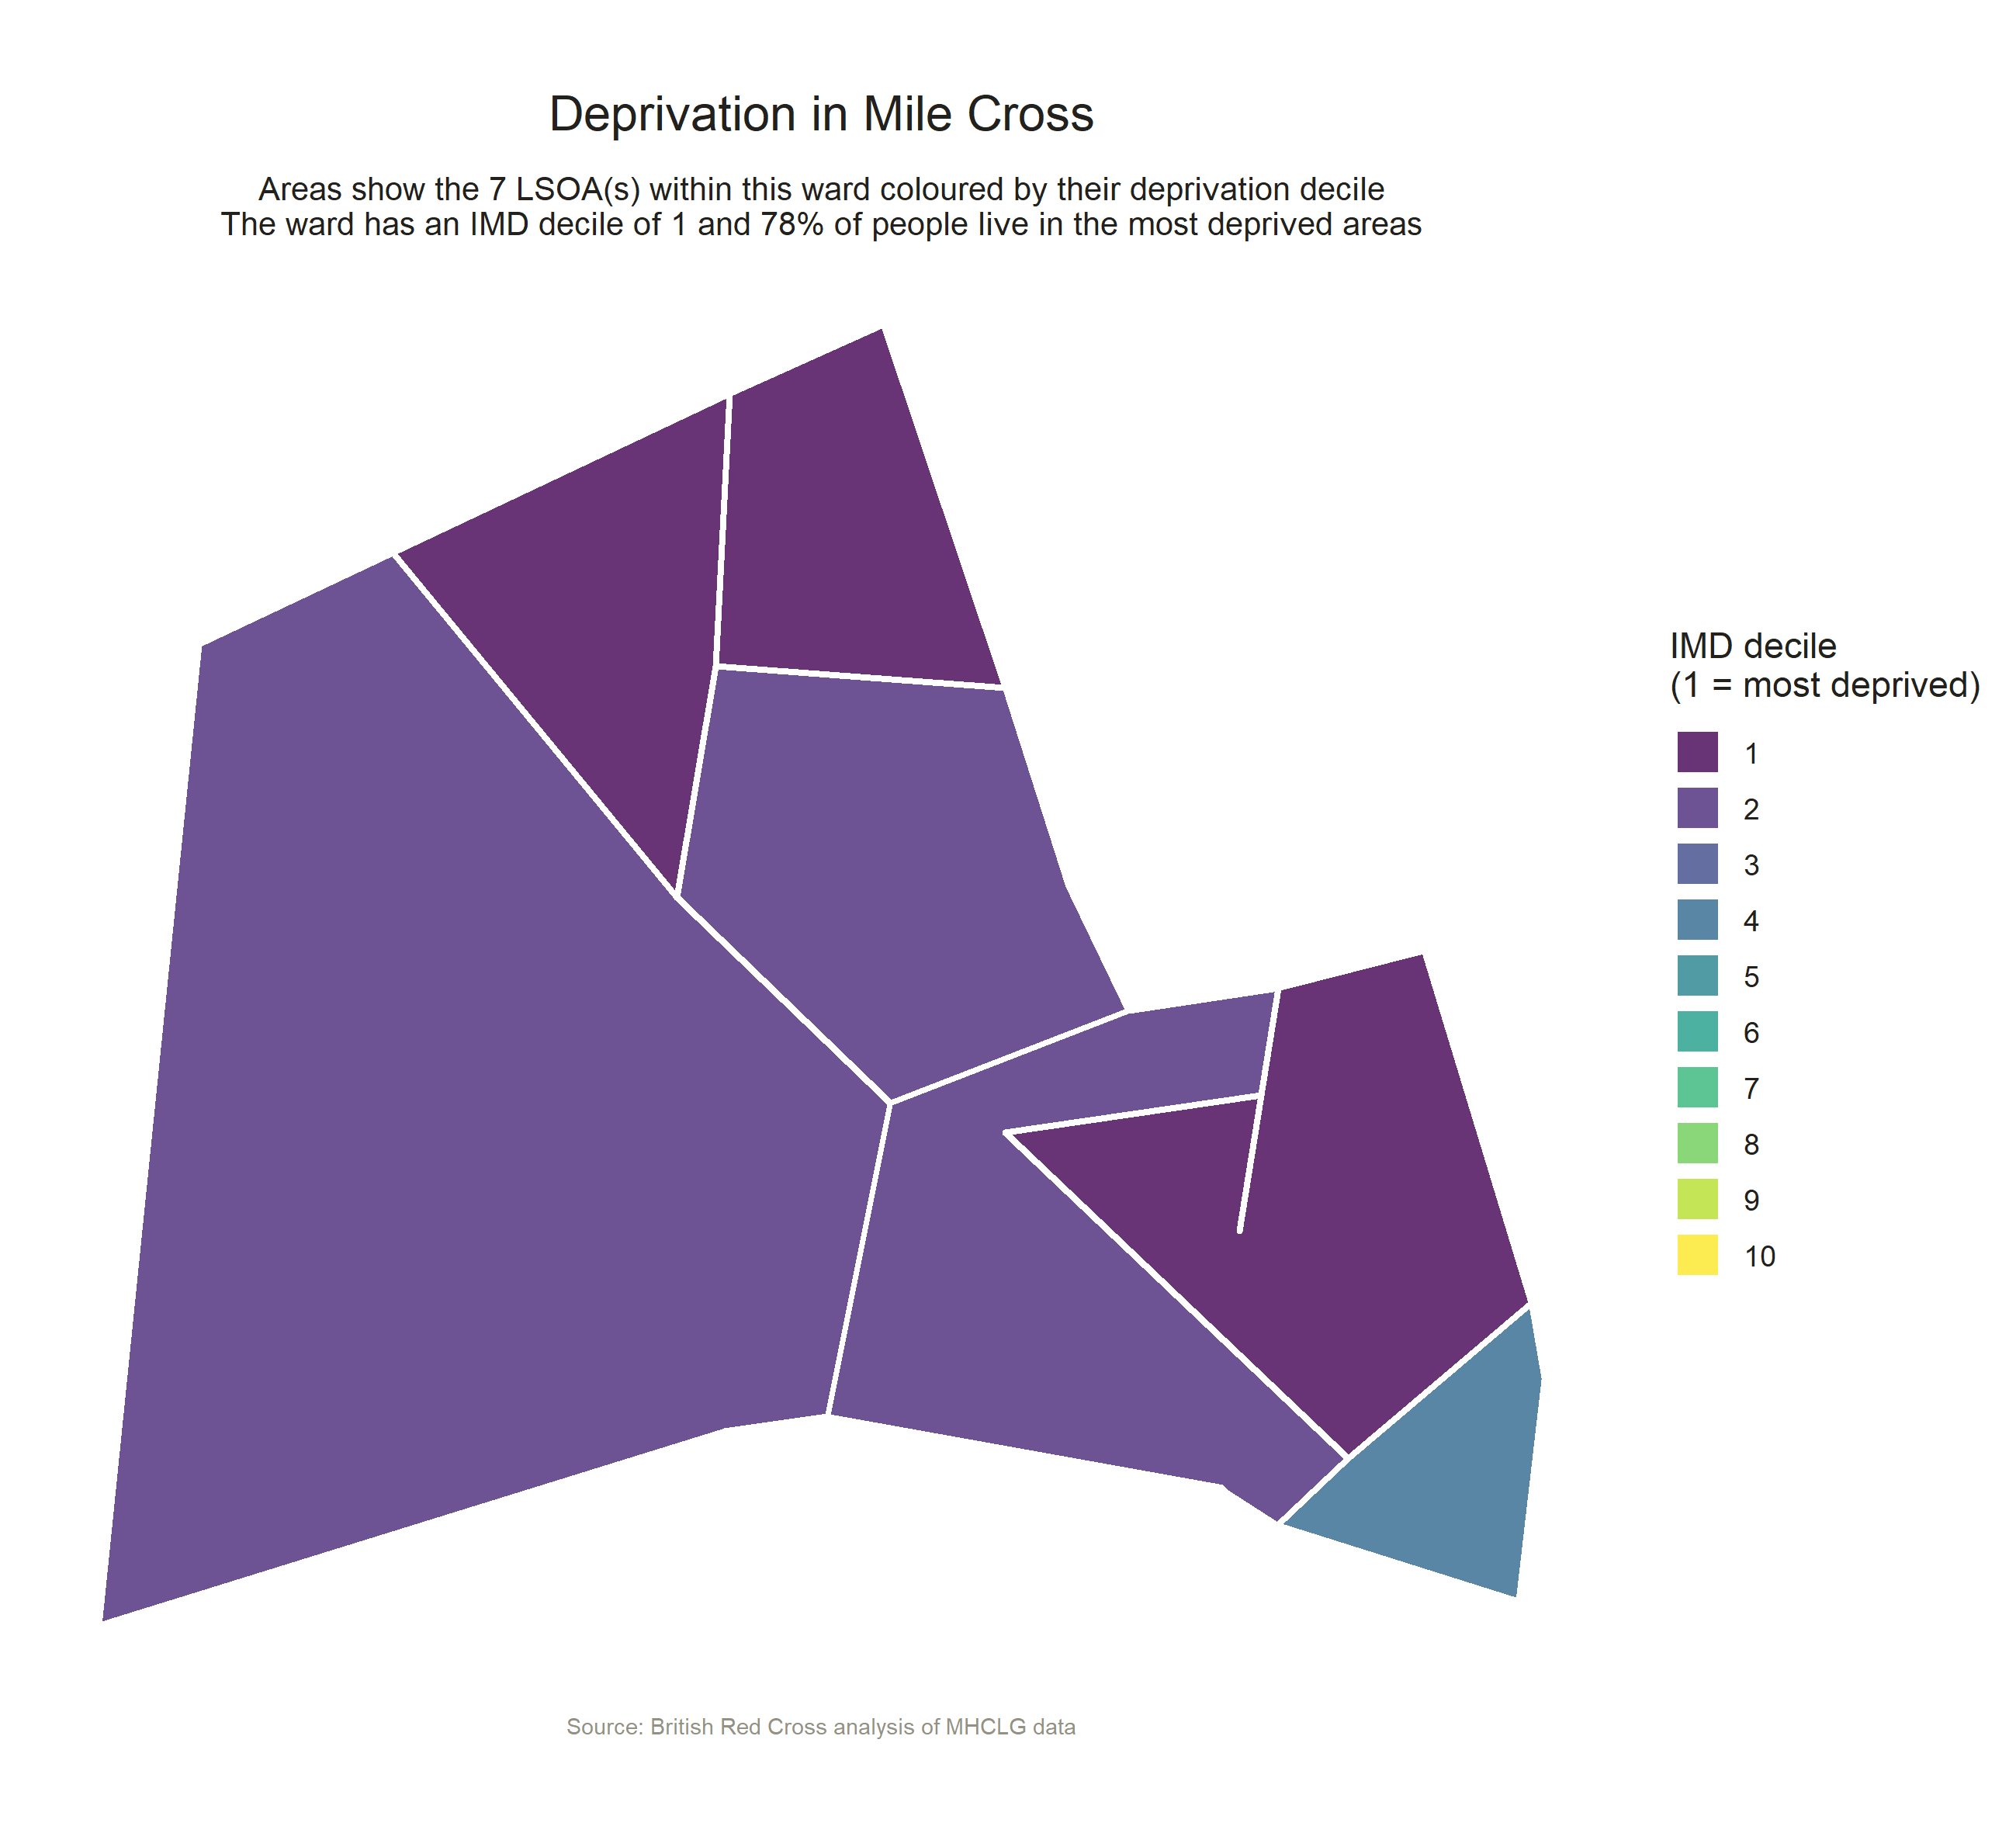 Deprivation in Mile Cross
Areas show the 7 LSOA(s) within this ward coloured by their deprivation decile
The ward has an IMD decile of 1 and 78% of people live in the most deprived areas
IMD decile
(1 = most deprived)
1
2
3
4
5
6
7
8
9
10
Source: British Red Cross analysis of MHCLG data